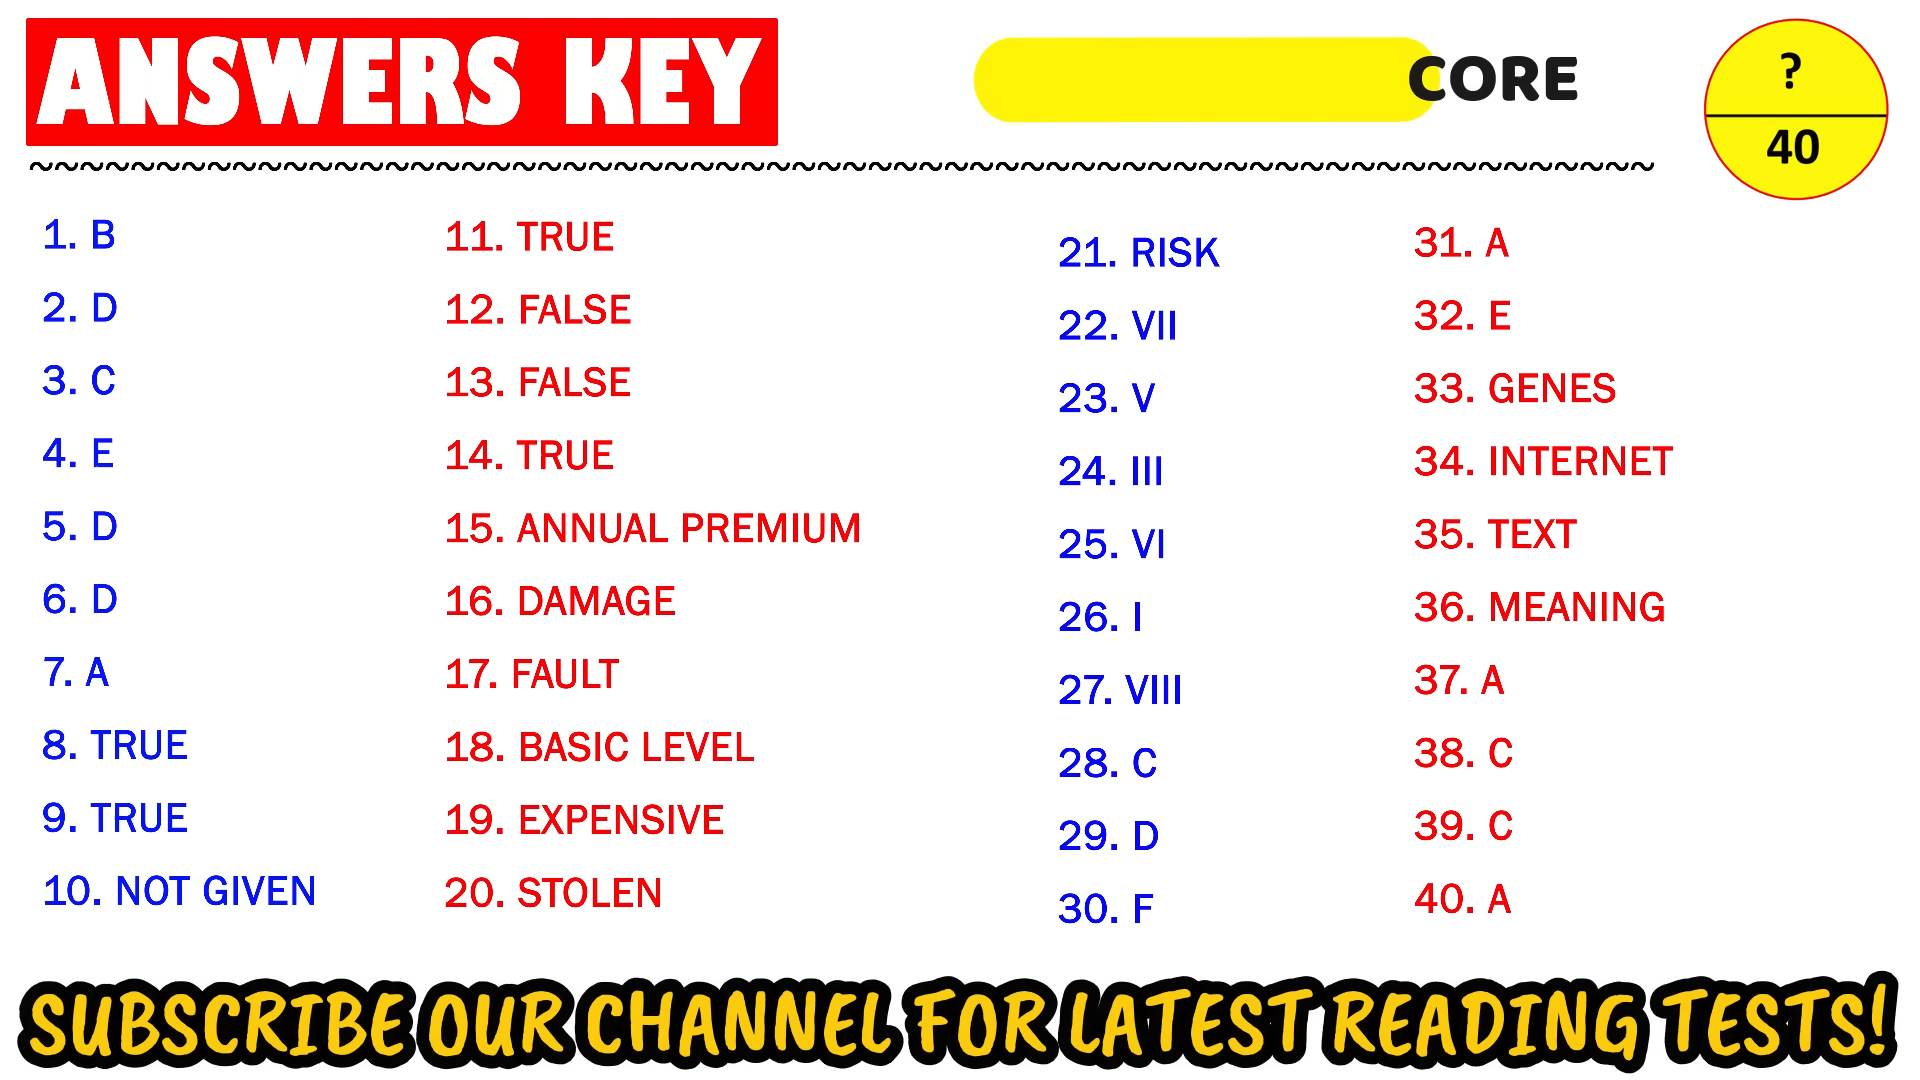 ANSWERS KEY
CORE
?
40
1. B
2. D
3. C
4. E
5. D
6. D
7. A
8. TRUE
9. TRUE
10. NOT GIVEN
11. TRUE
12. FALSE
13. FALSE
14. TRUE
15. ANNUAL PREMIUM
16. DAMAGE
17. FAULT
18. BASIC LEVEL
19. EXPENSIVE
20. STOLEN
21. RISK
22. VII
23. V
24. III
25. VI
26. I
27. VIII
28. C
29. D
30. F
31. A
32. E
33. GENES
34. INTERNET
35. TEXT
36. MEANING
37. A
38. C
39. C
40. A
SUBSCRIBE OUR CHANNEL FOR LATEST READING TESTS!